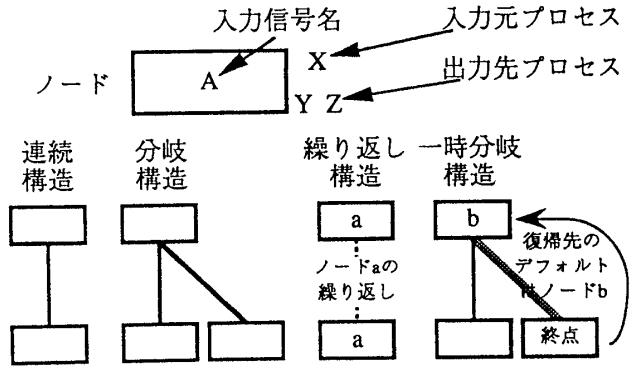 入力信号名
入力元プロセス
ノード
A
X
出力先プロセス
Y Z
連続
構造
分岐
構造
繰り返し
構造
一時分岐
構造
a
ノードaの
繰り返し
a
b
復帰先の
デフォルト
はノードb
終点